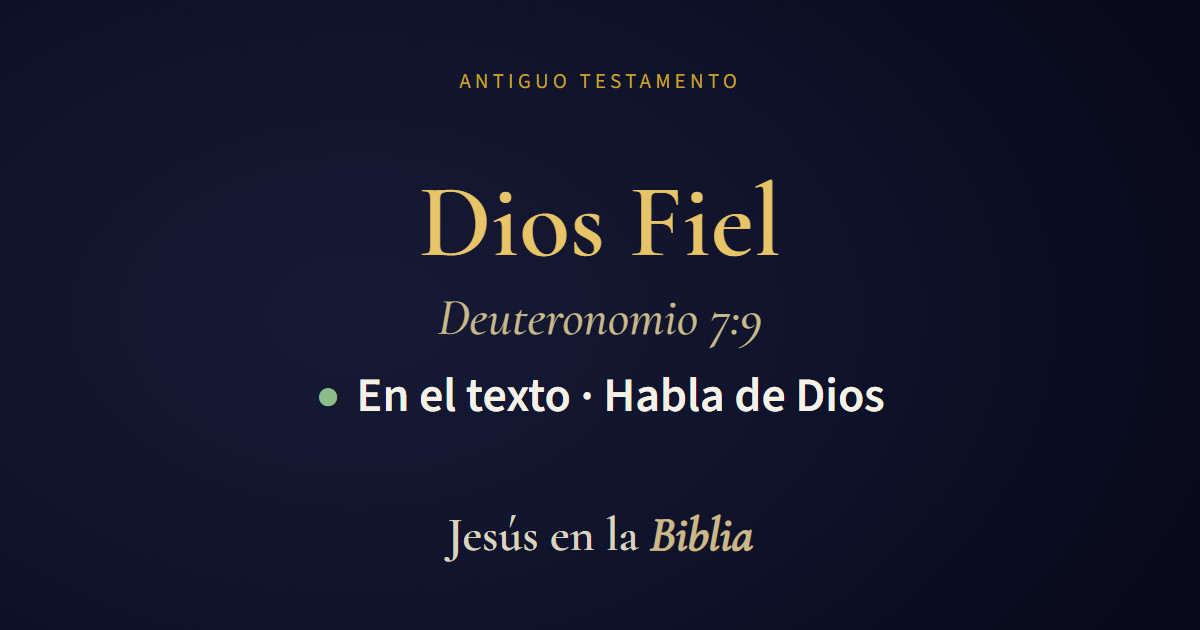 ANTIGUO TESTAMENTO
Dios Fiel
Deuteronomio 7:9
• En el texto · Habla de Dios
Jesús en la Biblia